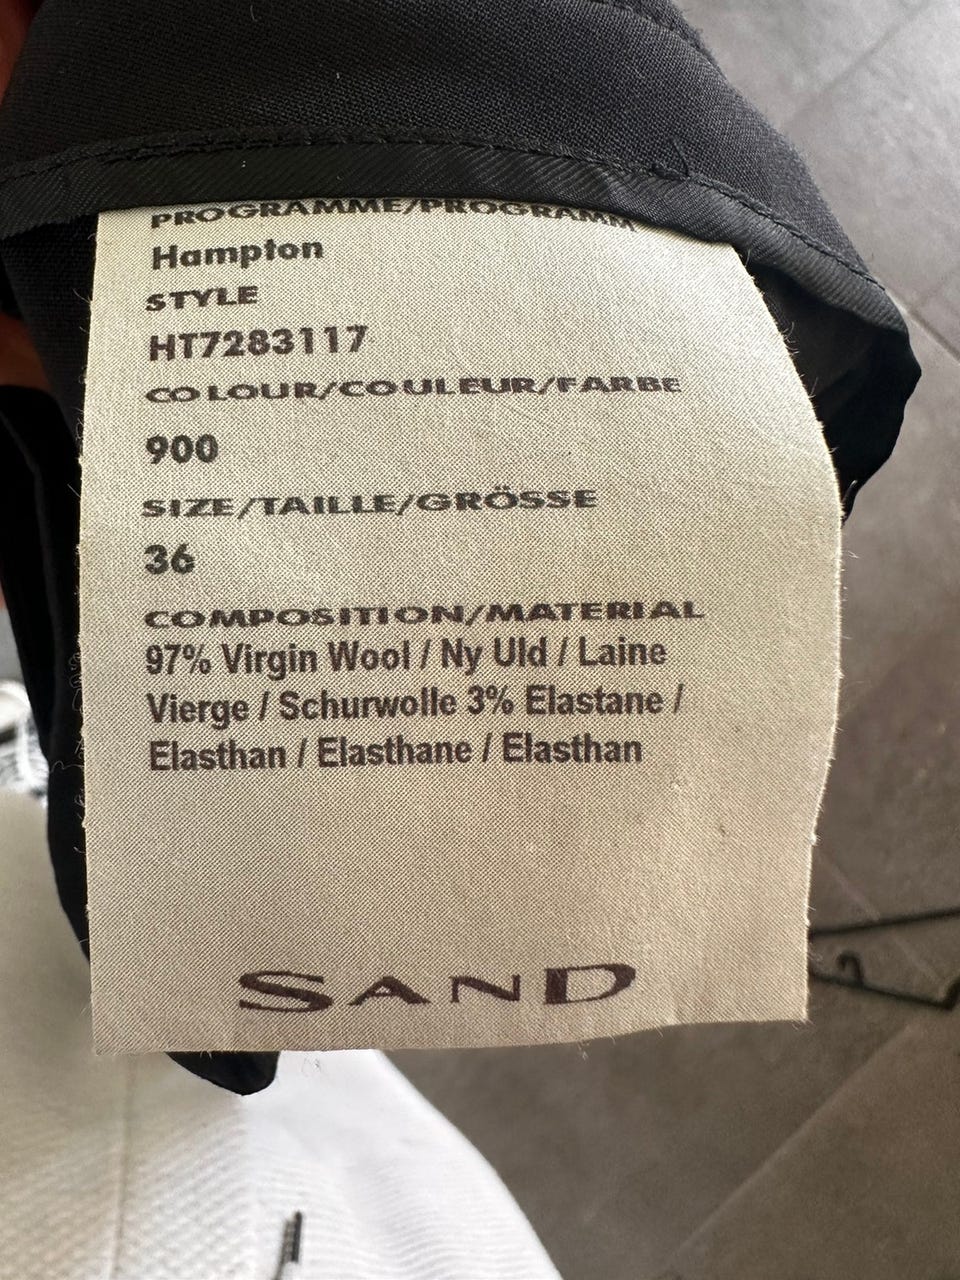 PROGRAMME/PROGRAMM
Hampton
STYLE
HT7283117
COLOUR/COULEUR/FARBE
900
SIZE/TAILLE/GRÖSSE
36
COMPOSITION/MATERIAL
97% Virgin Wool / Ny Uld / Laine
Vierge / Schurwolle 3% Elastane /
Elasthan / Elasthane / Elasthan
SAND